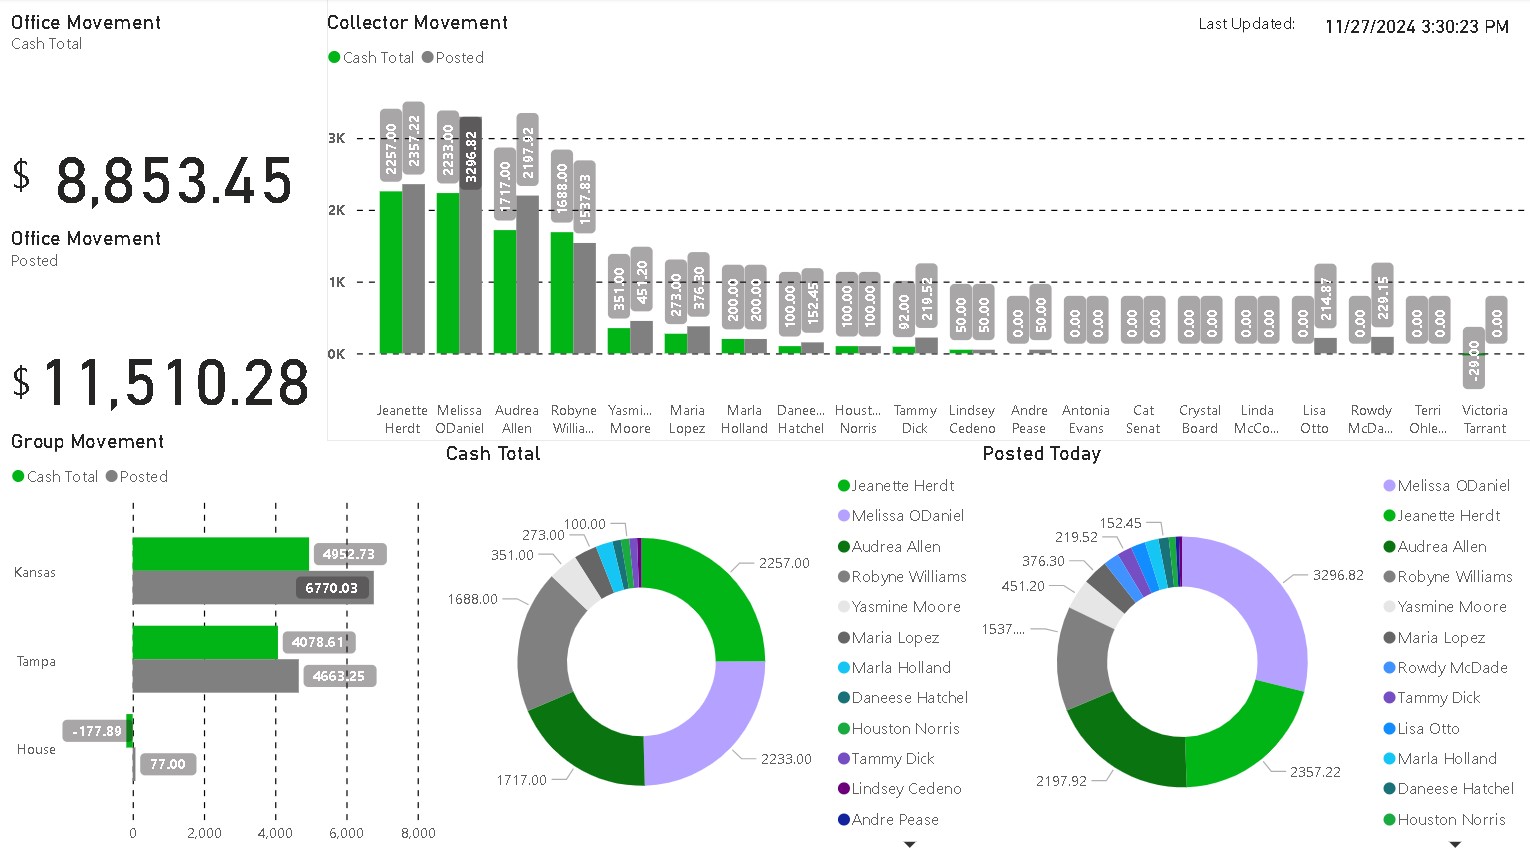 Office Movement
Cash Total
$ 8,853.45
Office Movement
Posted
$ 11,510.28
Collector Movement
Last Updated: 11/27/2024 3:30:23 PM
Cash Total Posted
3K
2K
1K
0K
2257.00 2357.22 2233.00 3296.82 1717.00 2197.92 1688.00 1537.83 351.00 451.20 273.00 376.30 200.00 200.00 100.00 152.45 100.00 100.00 92.00 219.52 50.00 50.00 0.00 50.00 0.00 0.00 0.00 0.00 0.00 0.00 0.00 0.00 0.00 214.87 0.00 229.15 0.00 0.00 -29.00 0.00
Jeanette Melissa Audrea Robyne Yasmi... Maria Marla Danee... Houst... Tammy Lindsey Andre Antonia Cat Crystal Linda Lisa Rowdy Terri Victoria
Herdt ODaniel Allen Willia... Moore Lopez Holland Hatchel Norris Dick Cedeno Pease Evans Senat Board McCo... Otto McDa... Ohle... Tarrant
Group Movement
Cash Total Posted
Kansas
4952.73
6770.03
Tampa
4078.61
4663.25
House
-177.89
77.00
0 2,000 4,000 6,000 8,000
Cash Total
100.00
273.00
351.00
1688.00
1717.00
2257.00
2233.00
Jeanette Herdt
Melissa ODaniel
Audrea Allen
Robyne Williams
Yasmine Moore
Maria Lopez
Marla Holland
Daneese Hatchel
Houston Norris
Tammy Dick
Lindsey Cedeno
Andre Pease
Posted Today
152.45
219.52
376.30
451.20
1537....
2197.92
3296.82
2357.22
Melissa ODaniel
Jeanette Herdt
Audrea Allen
Robyne Williams
Yasmine Moore
Maria Lopez
Rowdy McDade
Tammy Dick
Lisa Otto
Marla Holland
Daneese Hatchel
Houston Norris